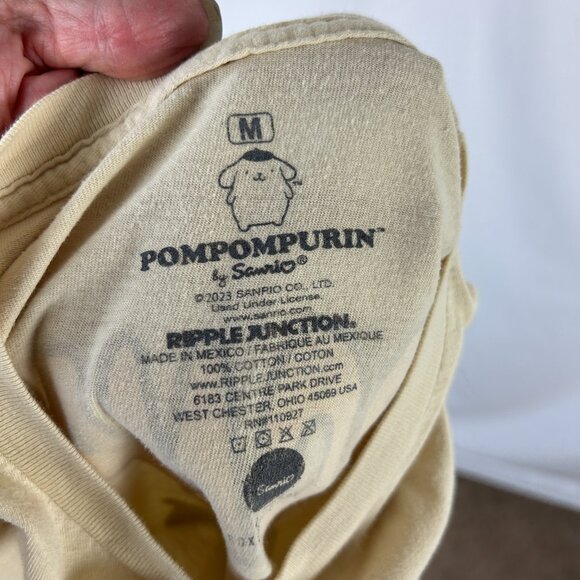 M
POMPOMPURIN™
by Sanrio®
©2023 SANRIO CO., LTD.
Used Under License.
www.sanrio.com
RIPPLE JUNCTION®
MADE IN MEXICO / FABRIQUÉ AU MEXIQUE
100% COTTON / COTON
www.RIPPLEJUNCTION.com
6183 CENTRE PARK DRIVE
WEST CHESTER, OHIO 45069 USA
RN#110927
Sanrio